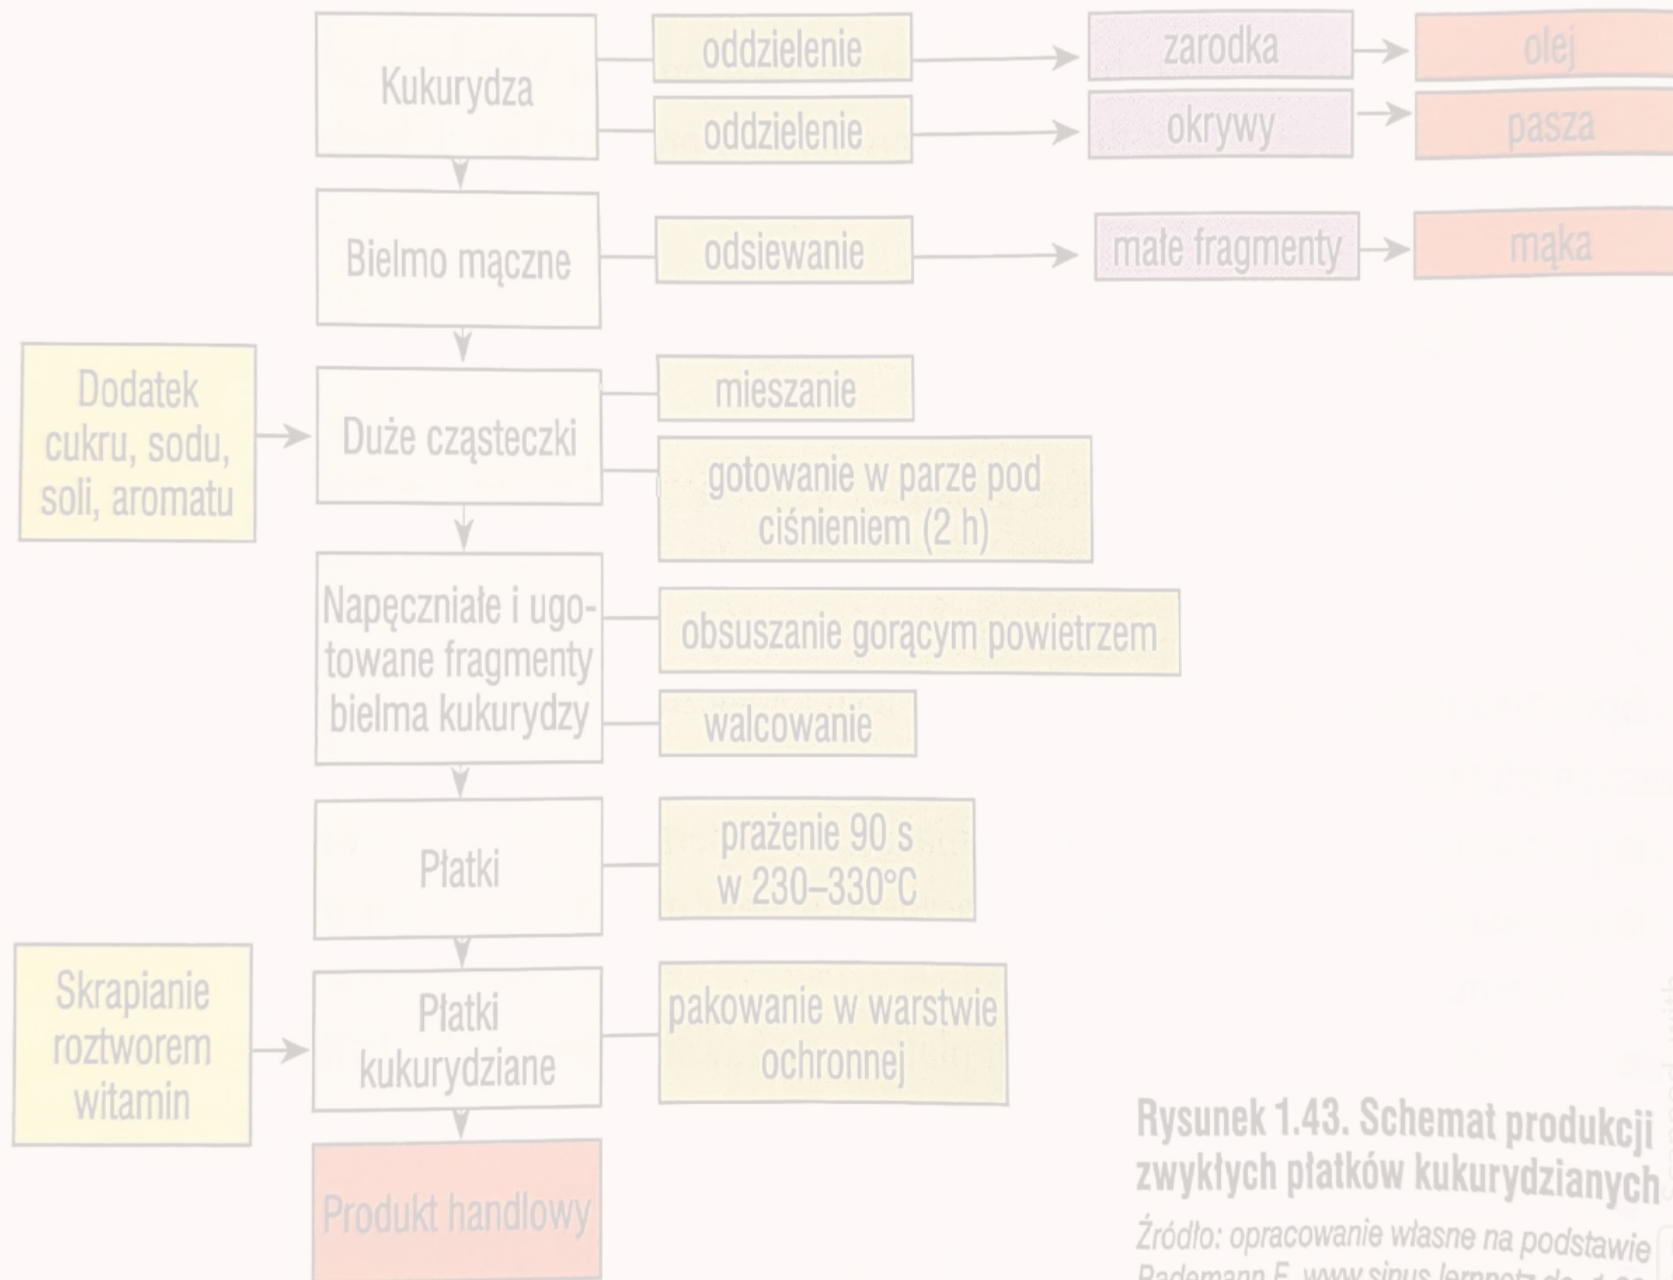 Kukurydza
oddzielenie
zarodka
olej
oddzielenie
okrywy
pasza
Bielmo mączne
odsiewanie
małe fragmenty
mąka
Dodatek
cukru, sodu,
soli, aromatu
Duże cząsteczki
mieszanie
gotowanie w parze pod
ciśnieniem (2 h)
Napęczniałe i ugo-
towane fragmenty
bielma kukurydzy
obsuszanie gorącym powietrzem
walcowanie
Płatki
prażenie 90 s
w 230–330°C
Skrapianie
roztworem
witamin
Płatki
kukurydziane
pakowanie w warstwie
ochronnej
Produkt handlowy
Rysunek 1.43. Schemat produkcji
zwykłych płatków kukurydzianych
Źródło: opracowanie własne na podstawie
Rademann F.